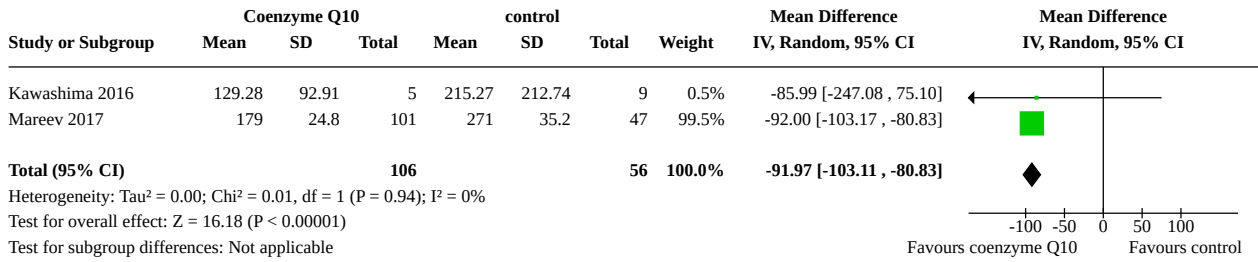 Coenzyme Q10 control Mean Difference Mean Difference
Study or Subgroup Mean SD Total Mean SD Total Weight IV, Random, 95% CI IV, Random, 95% CI
Kawashima 2016 129.28 92.91 5 215.27 212.74 9 0.5% -85.99 [-247.08 , 75.10]
Mareev 2017 179 24.8 101 271 35.2 47 99.5% -92.00 [-103.17 , -80.83]
Total (95% CI) 106 56 100.0% -91.97 [-103.11 , -80.83]
Heterogeneity: Tau² = 0.00; Chi² = 0.01, df = 1 (P = 0.94); I² = 0%
Test for overall effect: Z = 16.18 (P < 0.00001)
-100 -50 0 50 100
Test for subgroup differences: Not applicable Favours coenzyme Q10 Favours control